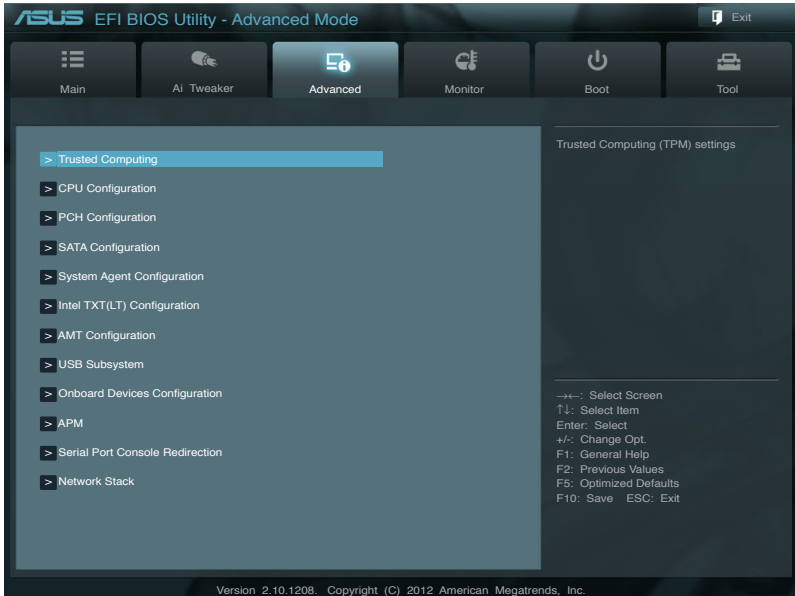 ASUS EFI BIOS Utility - Advanced Mode
Exit
Main
Ai Tweaker
Advanced
Monitor
Boot
Tool
> Trusted Computing
> CPU Configuration
> PCH Configuration
> SATA Configuration
> System Agent Configuration
> Intel TXT(LT) Configuration
> AMT Configuration
> USB Subsystem
> Onboard Devices Configuration
> APM
> Serial Port Console Redirection
> Network Stack
Trusted Computing (TPM) settings
→←: Select Screen
↑↓: Select Item
Enter: Select
+/-: Change Opt.
F1: General Help
F2: Previous Values
F5: Optimized Defaults
F10: Save ESC: Exit
Version 2.10.1208. Copyright (C) 2012 American Megatrends, Inc.